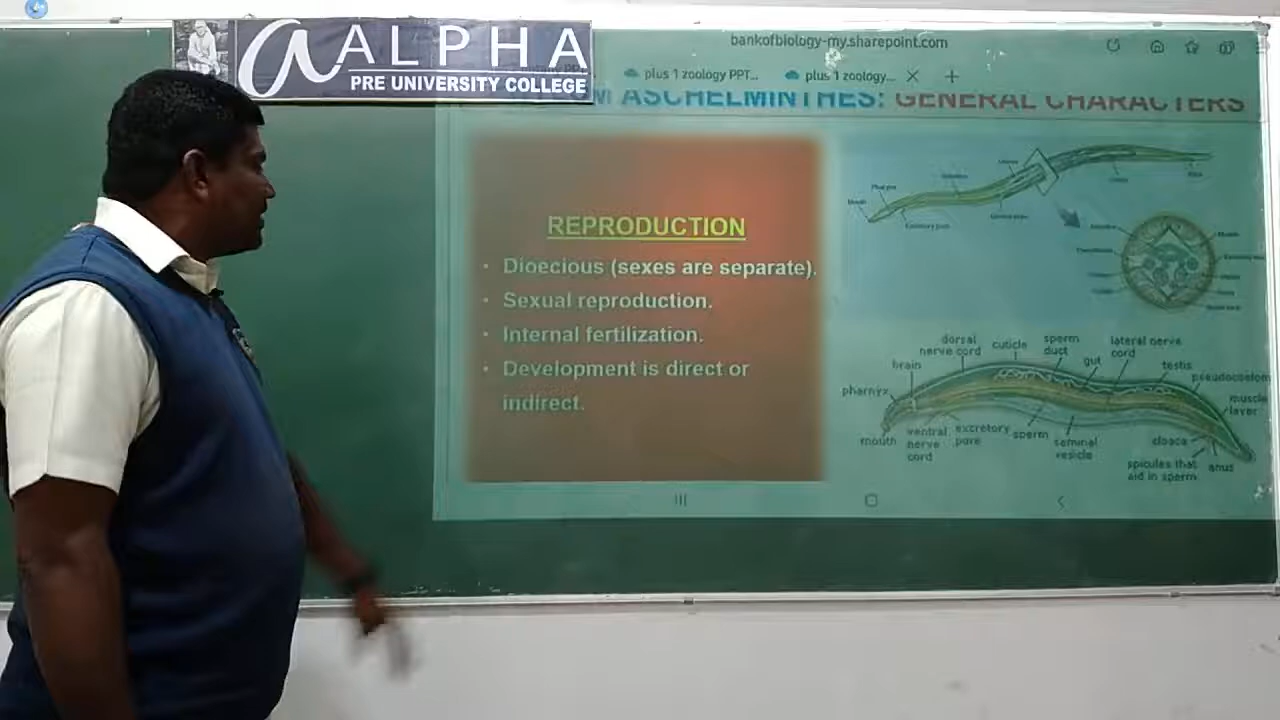 ALPHA
PRE UNIVERSITY COLLEGE
bankofbiology-my.sharepoint.com
plus 1 zoology PPT...
plus 1 zoology...
ASCHELMINTHES: GENERAL CHARACTERS
REPRODUCTION
• Dioecious (sexes are separate).
• Sexual reproduction.
• Internal fertilization.
• Development is direct or
indirect.
Mouth
Pharynx
dorsal
nerve cord
cuticle
sperm
duct
lateral nerve
cord
brain
gut
testis
pseudocoelom
pharnyx
muscle
layer
mouth
ventral
nerve
cord
excretory
pore
sperm
seminal
vesicle
cloaca
spicules that
aid in sperm
anus